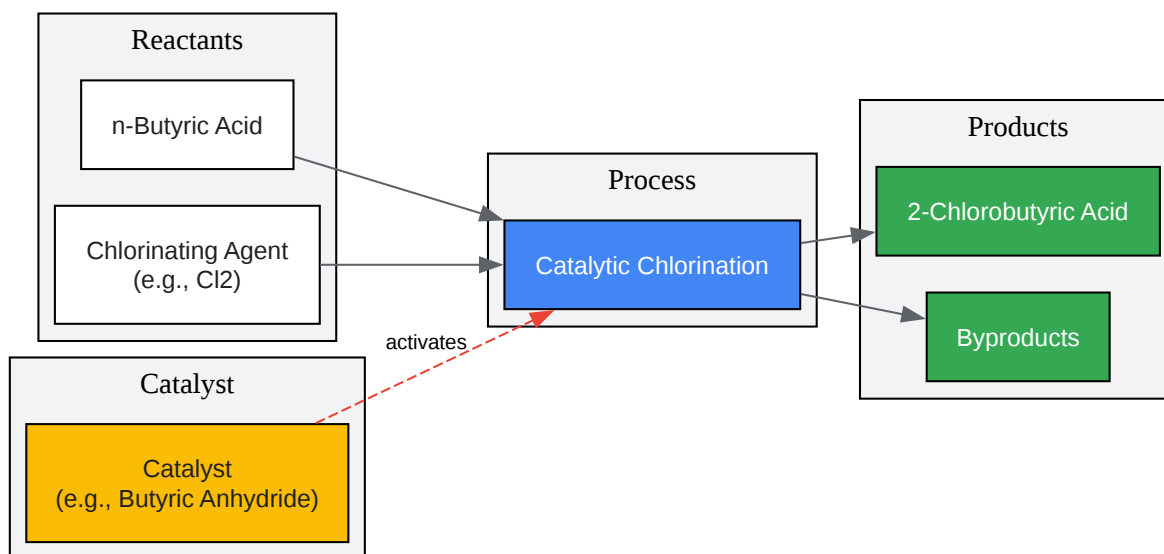 Reactants
n-Butyric Acid
Chlorinating Agent
(e.g., Cl2)
Catalyst
Catalyst
(e.g., Butyric Anhydride)
activates
Process
Catalytic Chlorination
Products
2-Chlorobutyric Acid
Byproducts